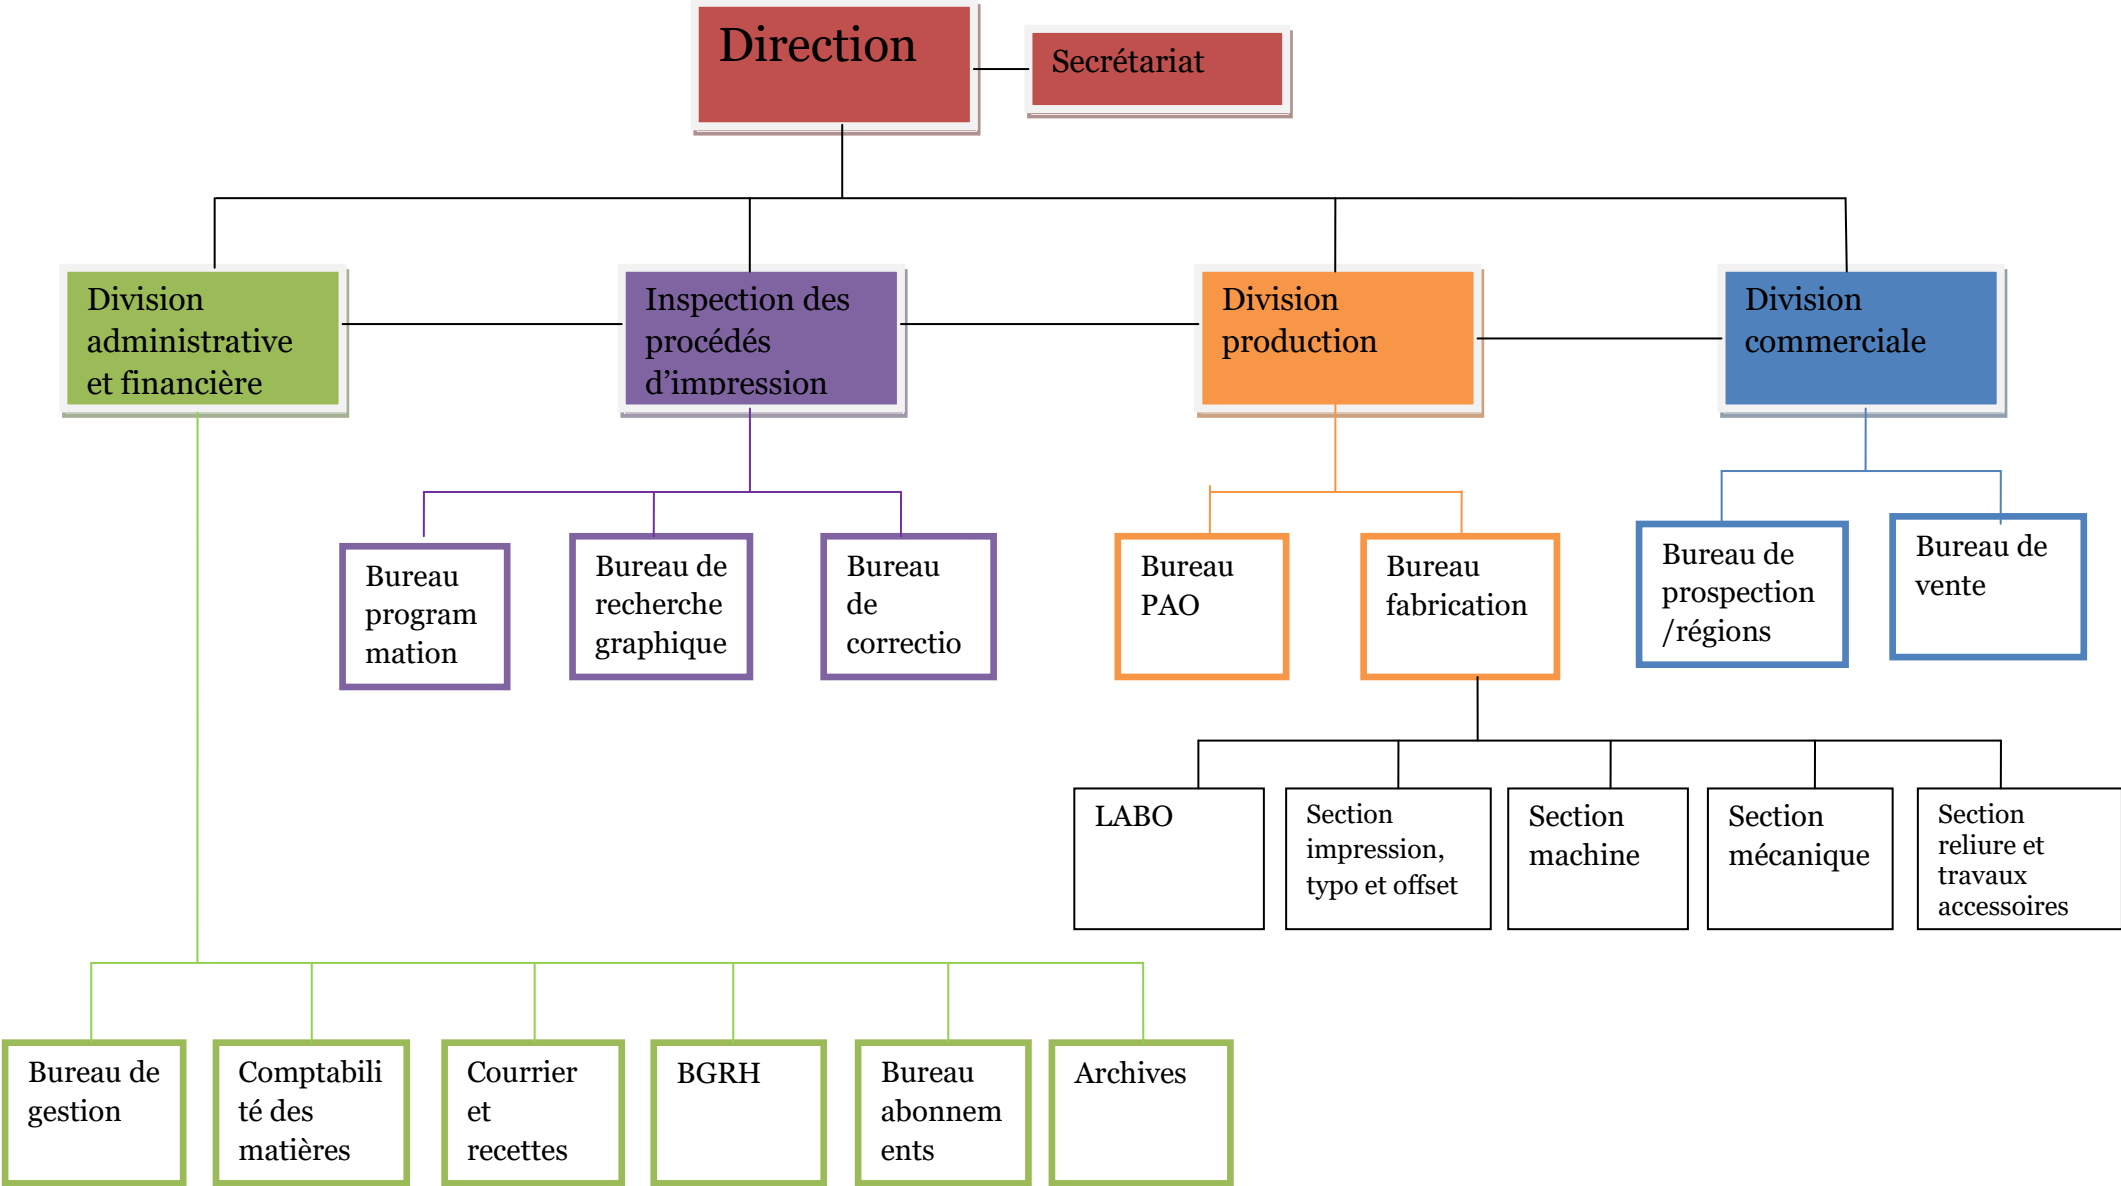 Direction
Secrétariat
Division
administrative
et financière
Inspection des
procédés
d'impression
Division
production
Division
commerciale
Bureau
program
mation
Bureau de
recherche
graphique
Bureau
de
correctio
Bureau
PAO
Bureau
fabrication
Bureau de
prospection
/régions
Bureau de
vente
LABO
Section
impression,
typo et offset
Section
machine
Section
mécanique
Section
reliure et
travaux
accessoires
Bureau de
gestion
Comptabili
té des
matières
Courrier
et
recettes
BGRH
Bureau
abonnem
ents
Archives